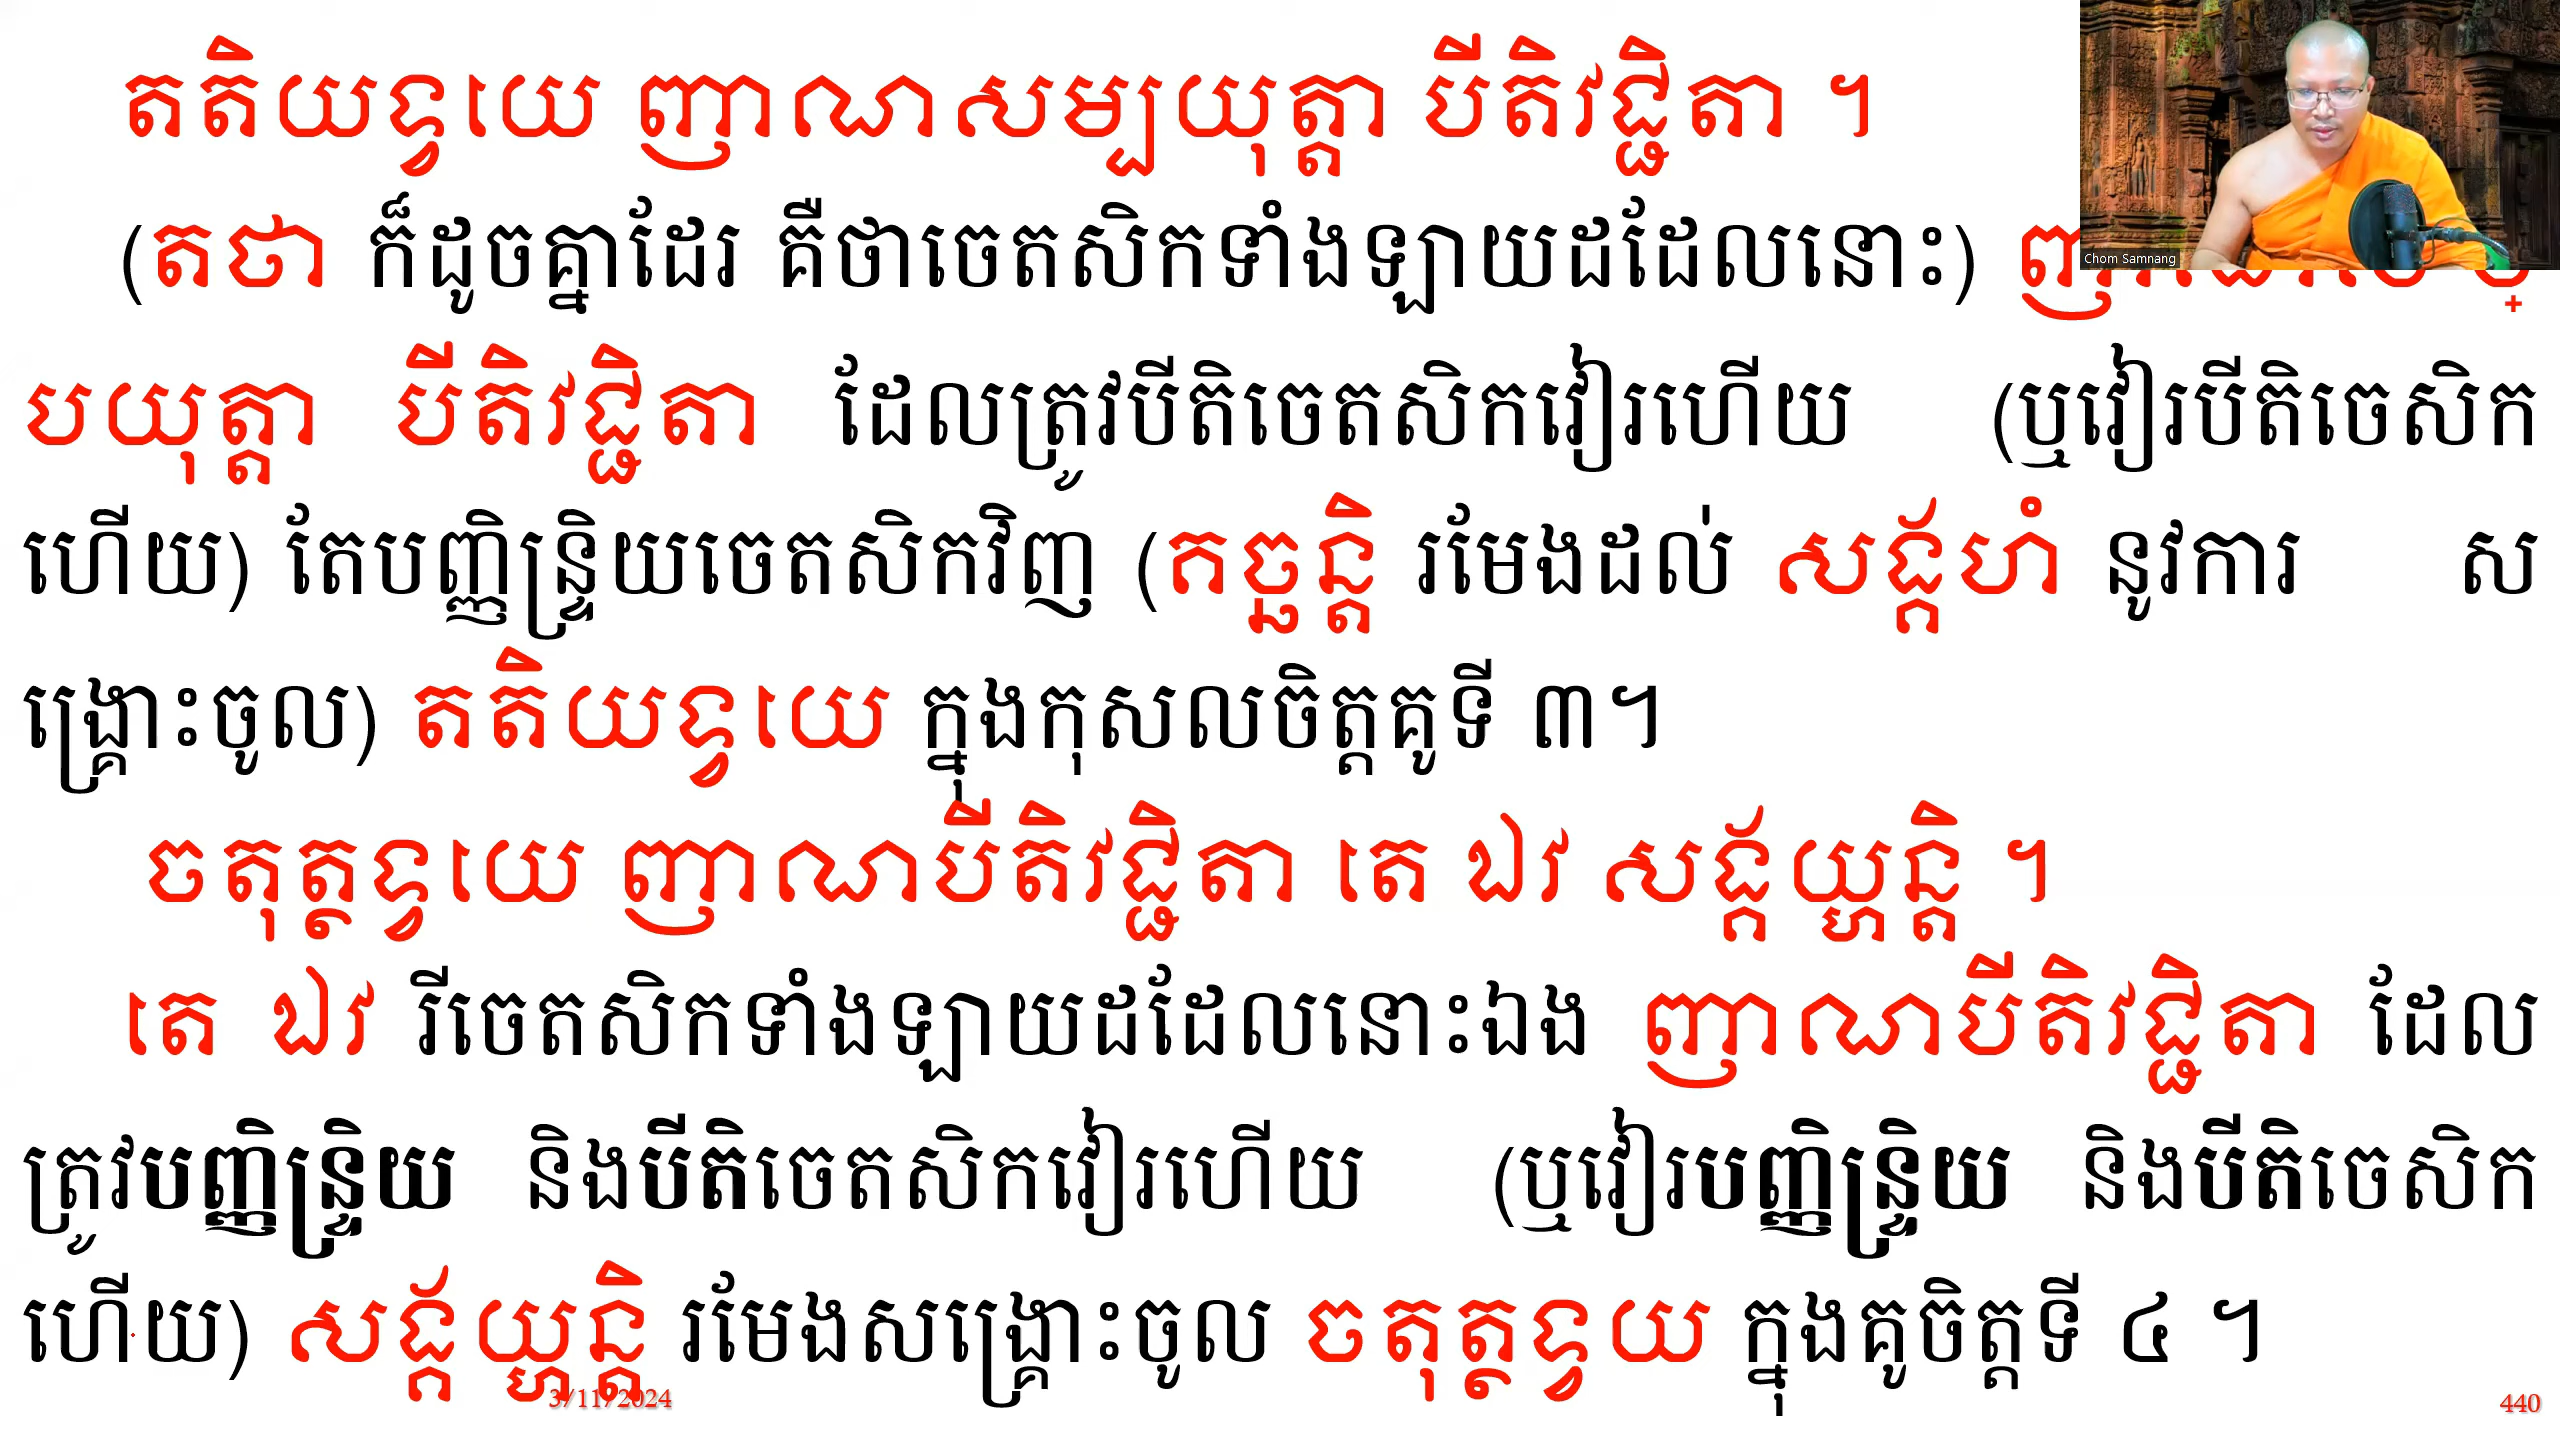 តតិយទ្វយេ ញាណសម្បយុត្តា បីតិវជ្ជិតា ។
(តថា ក៏ដូចគ្នាដែរ គឺថាចេតសិកទាំងឡាយដដែលនោះ)
Chom Samnang
បយុត្តា បីតិវជ្ជិតា ដែលត្រូវបីតិចេតសិកវៀរហើយ (ឬវៀរបីតិចេសិក
ហើយ) តែបញ្ញិន្ទ្រិយចេតសិកវិញ (គច្ឆន្តិ រមែងដល់ សង្គ័ហំ នូវការ ស
ង្គ្រោះចូល) តតិយទ្វយេ ក្នុងកុសលចិត្តគូទី ៣។
ចតុត្ថទ្វយេ ញាណបីតិវជ្ជិតា តេ ឯវ សង្គ័យ្ហន្តិ ។
តេ ឯវ រីចេតសិកទាំងឡាយដដែលនោះឯង ញាណបីតិវជ្ជិតា ដែល
ត្រូវបញ្ញិន្ទ្រិយ និងបីតិចេតសិកវៀរហើយ (ឬវៀរបញ្ញិន្ទ្រិយ និងបីតិចេសិក
ហើយ) សង្គ័យ្ហន្តិ រមែងសង្គ្រោះចូល ចតុត្ថទ្វយ ក្នុងគូចិត្តទី ៤ ។
3/11/2024
440